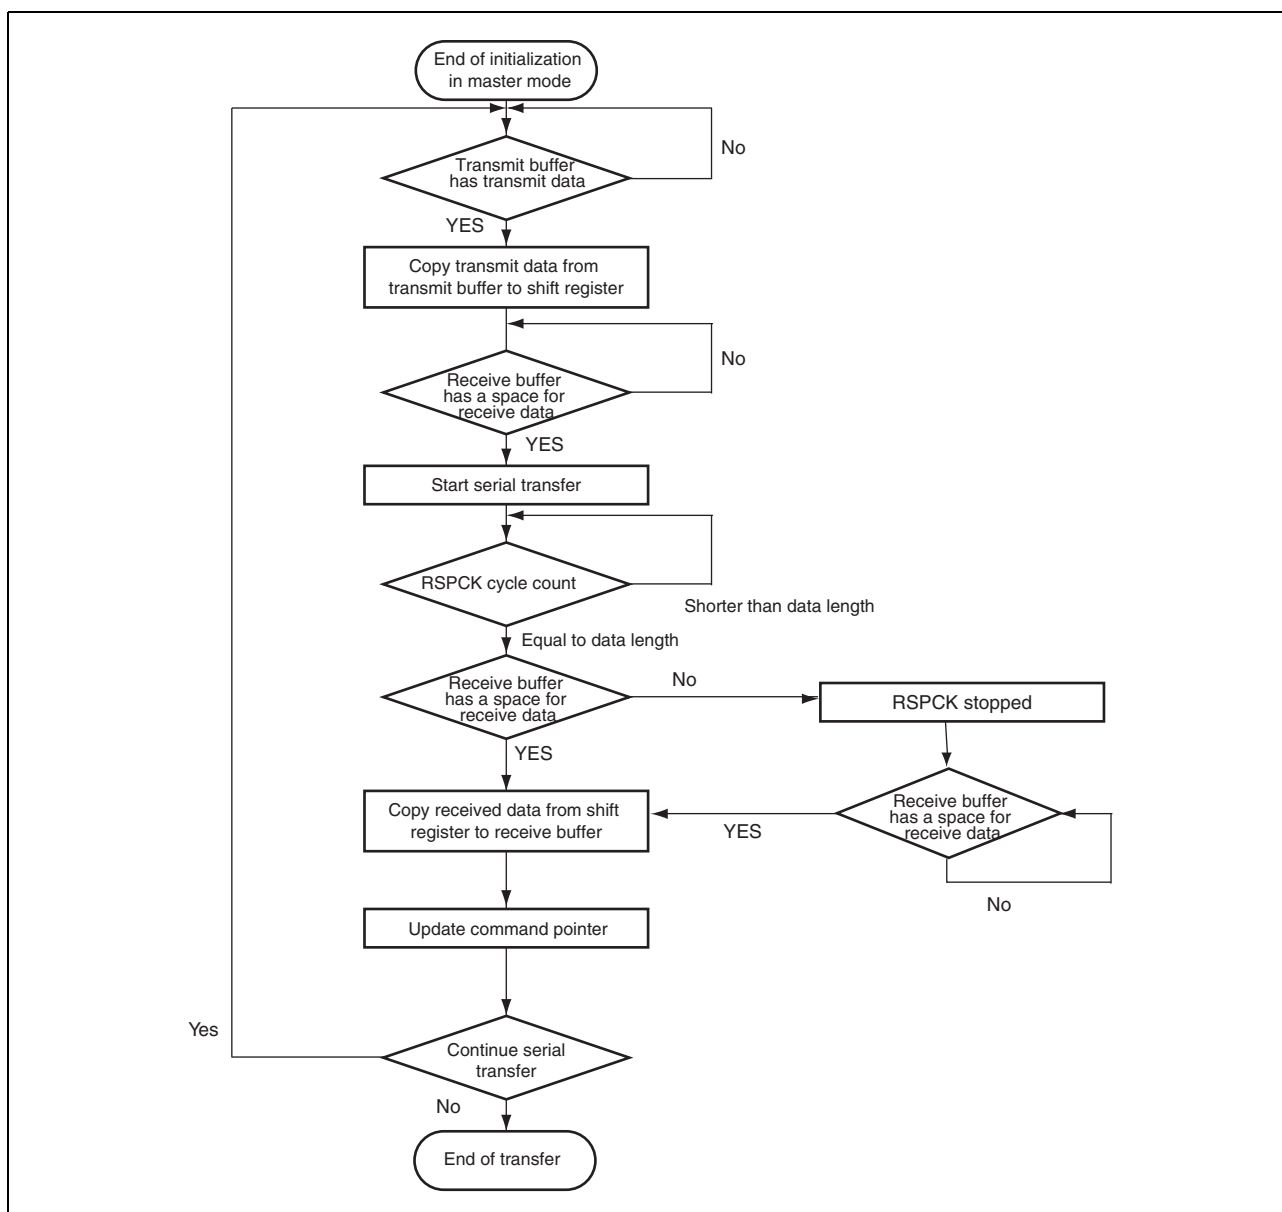 End of initialization
in master mode
No
Transmit buffer
has transmit data
YES
Copy transmit data from
transmit buffer to shift register
No
Receive buffer
has a space for
receive data
YES
Start serial transfer
RSPCK cycle count
Shorter than data length
Equal to data length
Receive buffer
has a space for
receive data
No
RSPCK stopped
YES
Copy received data from shift
register to receive buffer
YES
Receive buffer
has a space for
receive data
No
Update command pointer
Yes
Continue serial
transfer
No
End of transfer